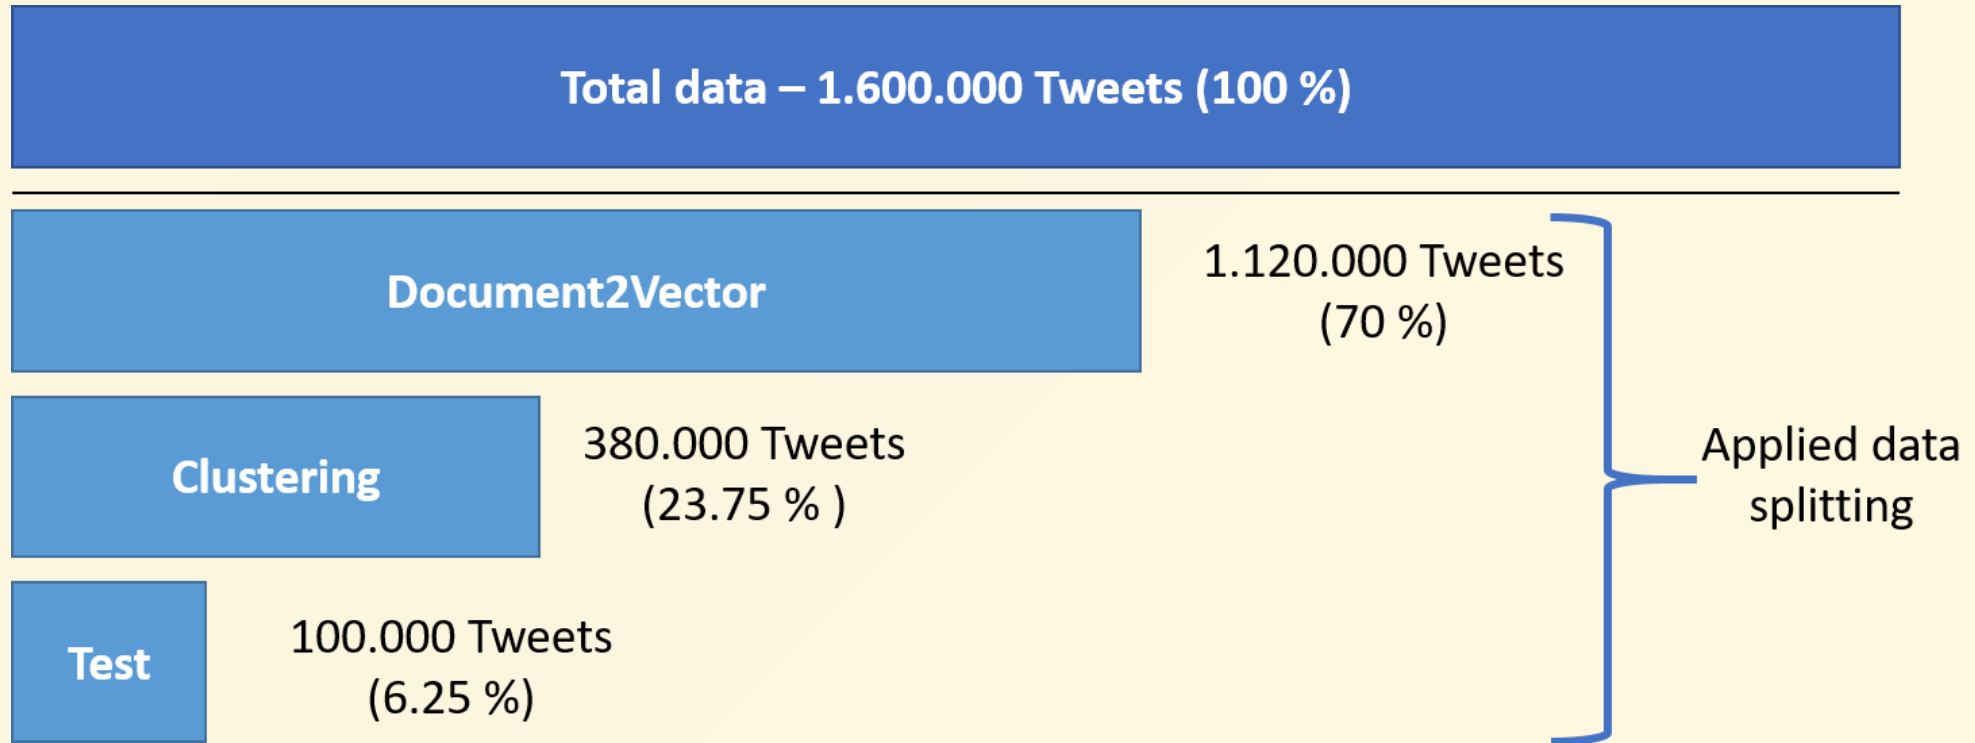 Total data – 1.600.000 Tweets (100 %)
Document2Vector
1.120.000 Tweets
(70 %)
Clustering
380.000 Tweets
(23.75 % )
Applied data
splitting
Test
100.000 Tweets
(6.25 %)